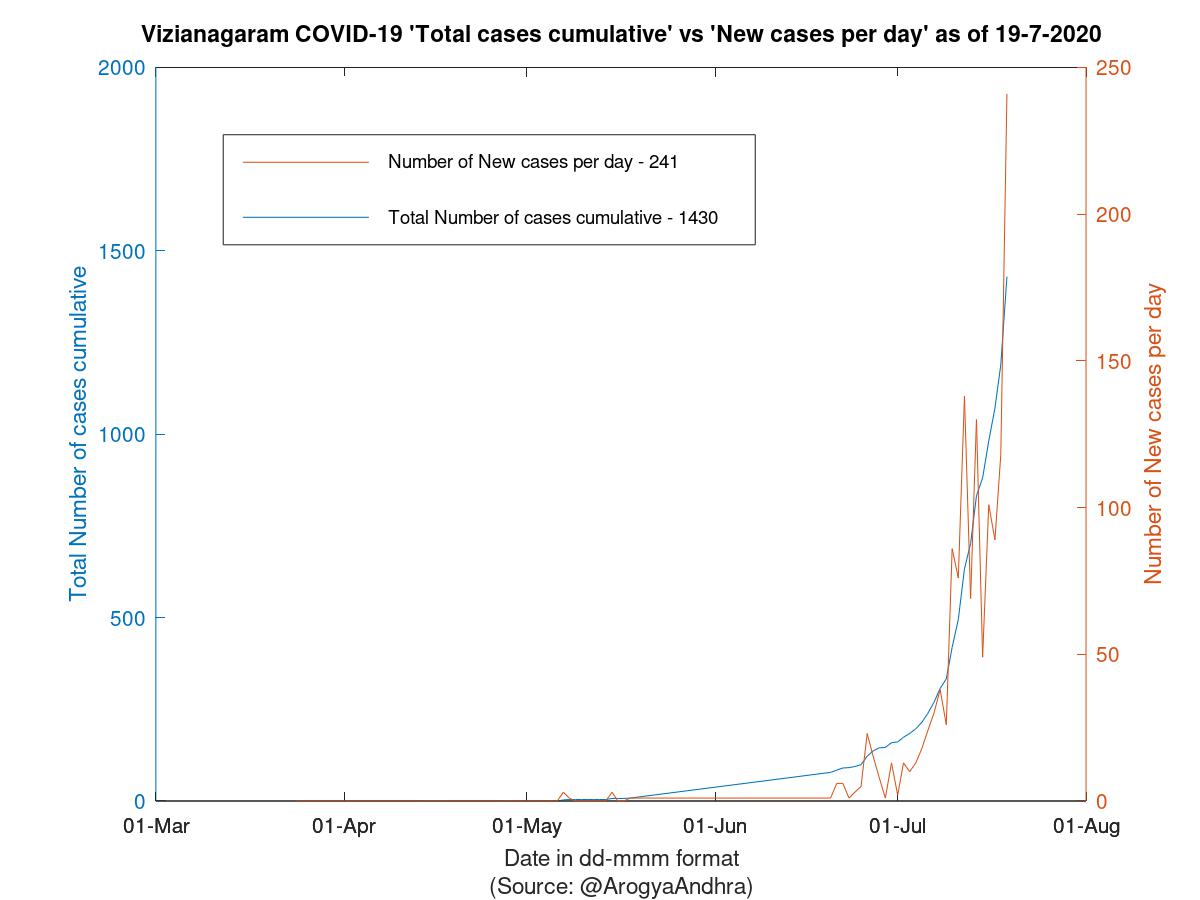 Vizianagaram COVID-19 'Total cases cumulative' vs 'New cases per day' as of 19-7-2020
2000
1500
1000
500
0
Total Number of cases cumulative
Number of New cases per day - 241
Total Number of cases cumulative - 1430
250
200
150
100
50
0
Number of New cases per day
01-Mar 01-Apr 01-May 01-Jun 01-Jul 01-Aug
Date in dd-mmm format
(Source: @ArogyaAndhra)